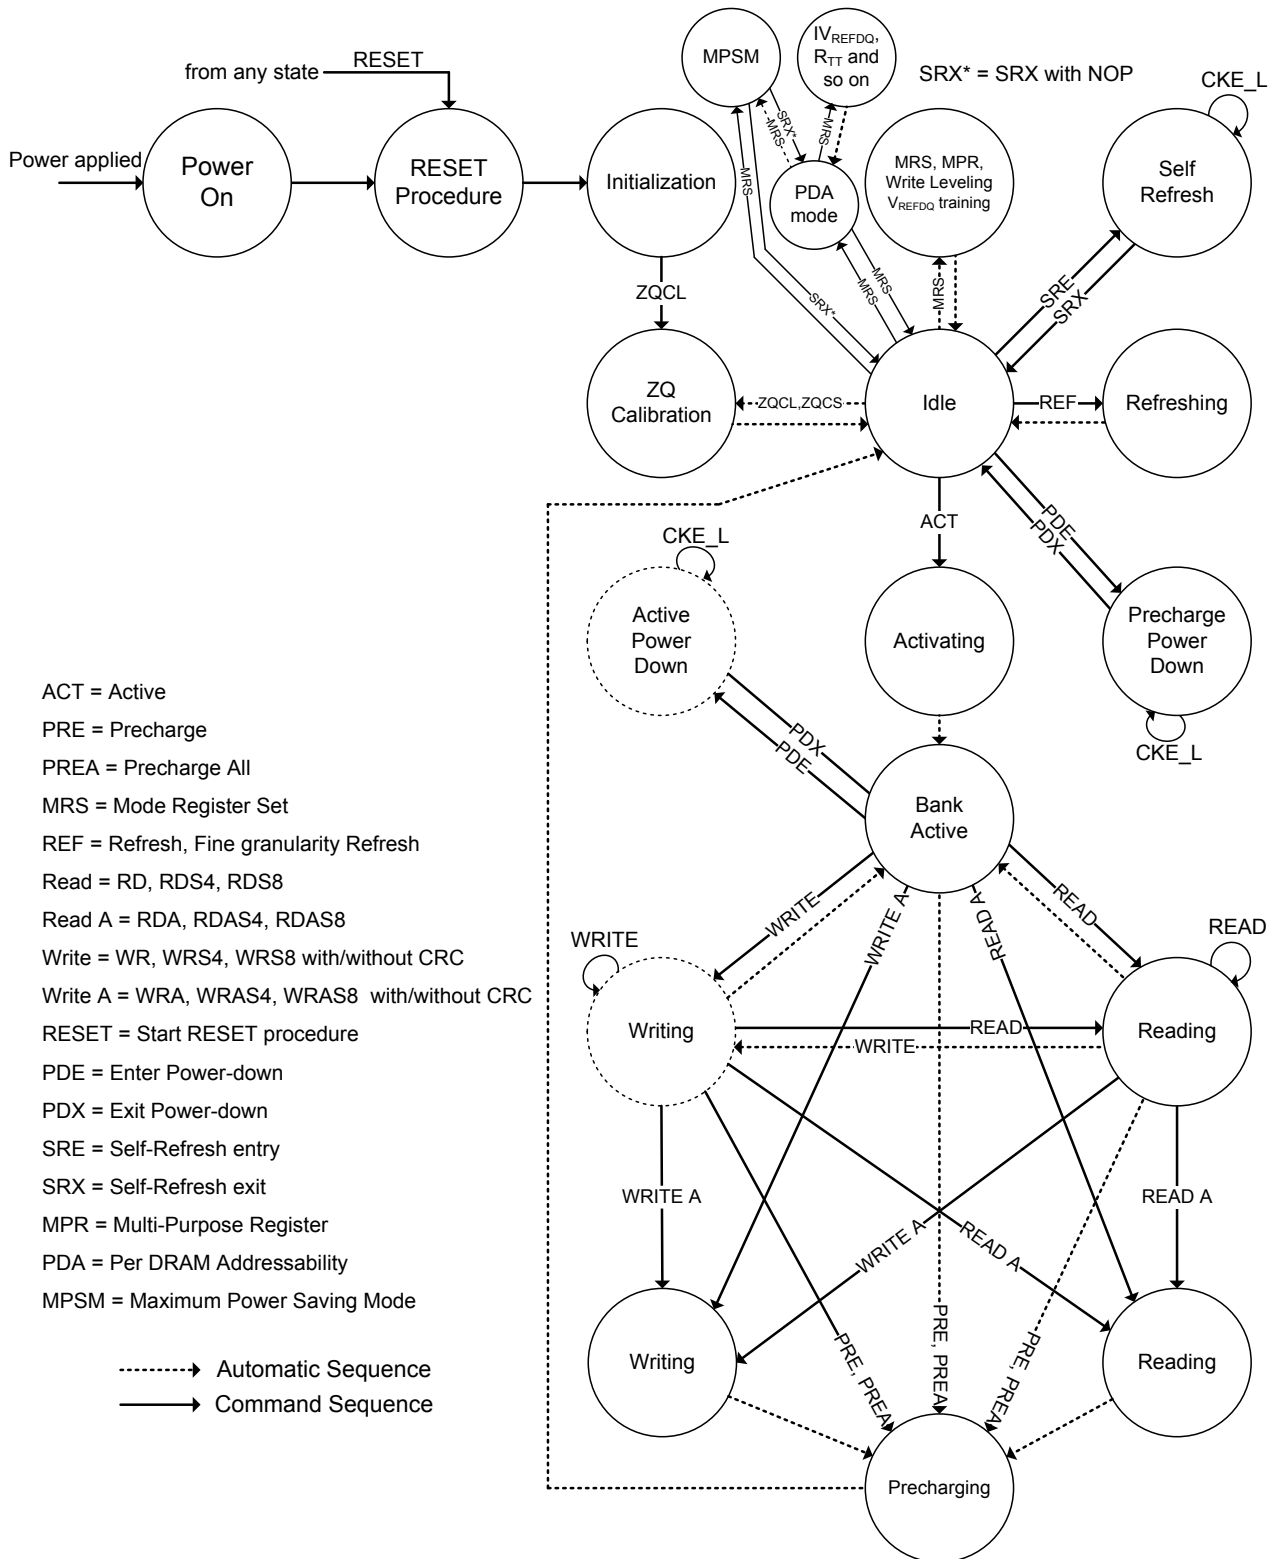 MPSM
IVREFDQ,
RTT and
so on
SRX* = SRX with NOP
CKE_L
from any state
RESET
Power applied
Power
On
RESET
Procedure
Initialization
SRX*
MRS
MRS
PDA
mode
MRS, MPR,
Write Leveling
VREFDQ training
Self
Refresh
MRS
SRX*
MRS
MRS
MRS
SRE
SRX
ZQCL
ZQ
Calibration
ZQCL,ZQCS
Idle
REF
Refreshing
ACT
PDE
PDX
CKE_L
Active
Power
Down
Activating
Precharge
Power
Down
CKE_L
PDX
PDE
Bank
Active
ACT = Active
PRE = Precharge
PREA = Precharge All
MRS = Mode Register Set
REF = Refresh, Fine granularity Refresh
Read = RD, RDS4, RDS8
Read A = RDA, RDAS4, RDAS8
Write = WR, WRS4, WRS8 with/without CRC
Write A = WRA, WRAS4, WRAS8 with/without CRC
RESET = Start RESET procedure
PDE = Enter Power-down
PDX = Exit Power-down
SRE = Self-Refresh entry
SRX = Self-Refresh exit
MPR = Multi-Purpose Register
PDA = Per DRAM Addressability
MPSM = Maximum Power Saving Mode
Automatic Sequence
Command Sequence
WRITE
WRITE A
READ A
READ
WRITE
READ
Writing
READ
WRITE
Reading
WRITE A
WRITE A
READ A
READ A
PRE, PREA
PRE, PREA
PRE, PREA
Writing
Reading
Precharging